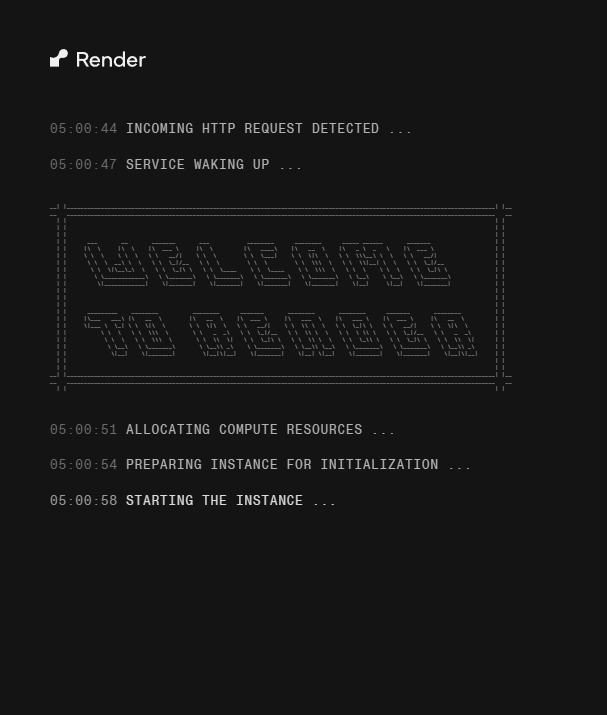 Render
05:00:44 INCOMING HTTP REQUEST DETECTED ...
05:00:47 SERVICE WAKING UP ...
WELCOME
TO RENDER
05:00:51 ALLOCATING COMPUTE RESOURCES ...
05:00:54 PREPARING INSTANCE FOR INITIALIZATION ...
05:00:58 STARTING THE INSTANCE ...